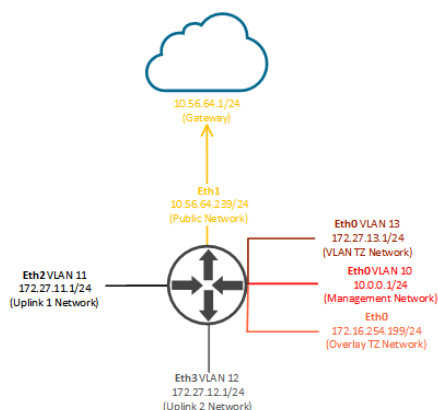 10.56.64.1/24
(Gateway)
Eth1
10.56.64.239/24
(Public Network)
Eth0 VLAN 13
172.27.13.1/24
(VLAN TZ Network)
Eth2 VLAN 11
172.27.11.1/24
(Uplink 1 Network)
Eth0 VLAN 10
10.0.0.1/24
(Management Network)
Eth0
172.16.254.199/24
(Overlay TZ Network)
Eth3 VLAN 12
172.27.12.1/24
(Uplink 2 Network)